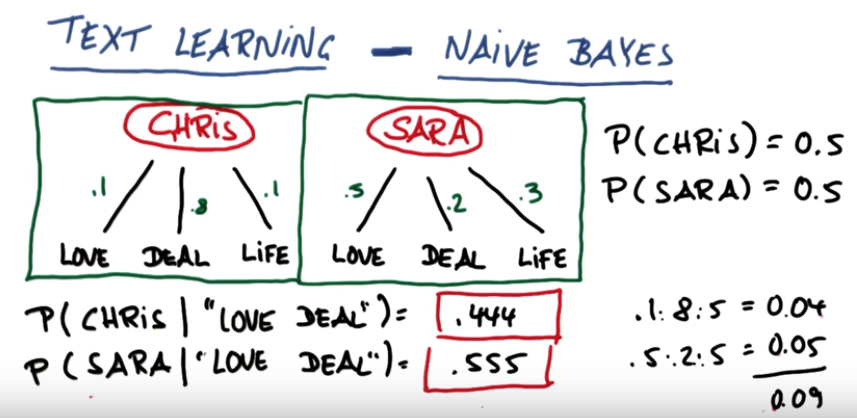 TEXT LEARNING — NAIVE BAYES
CHRIS
SARA
P(CHRIS) = 0.5
P(SARA) = 0.5
.1 .8 .1
.5 .2 .3
LOVE DEAL LIFE
LOVE DEAL LIFE
P(CHRIS | "LOVE DEAL") = .444
P(SARA | "LOVE DEAL") = .555
.1·.8·.5 = 0.04
.5·.2·.5 = 0.05
0.09